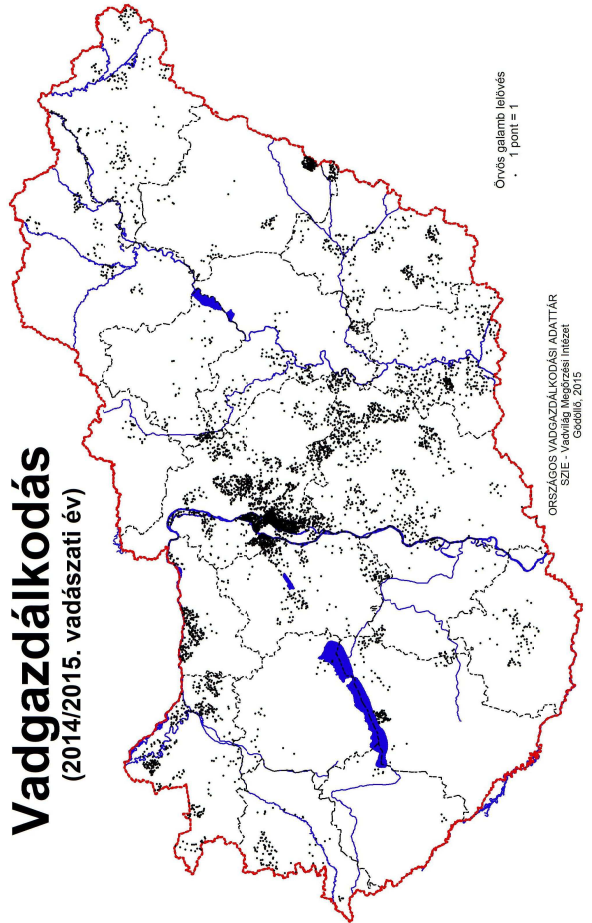 Vadgazdálkodás
(2014/2015. vadászati év)
Örvös galamb lelövés
· 1 pont = 1
ORSZÁGOS VADGAZDÁLKODÁSI ADATTÁR
SZIE - Vadvilág Megőrzési Intézet
Gödöllő, 2015